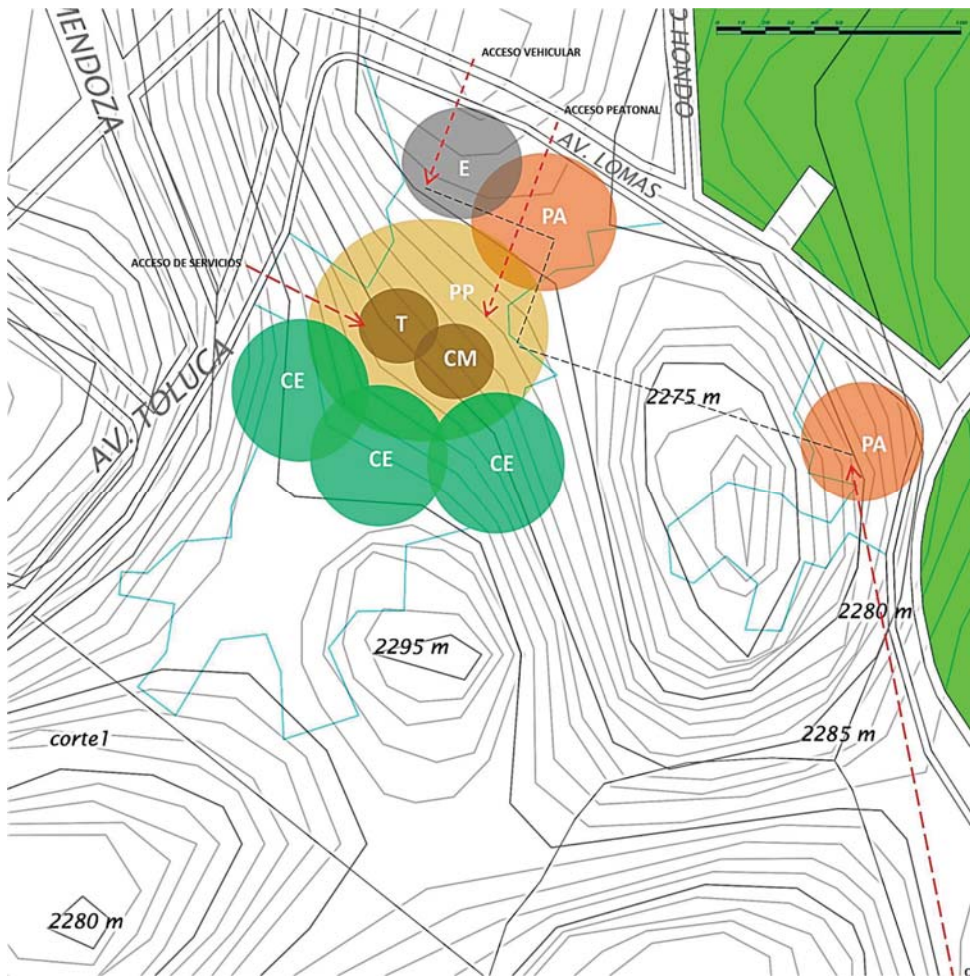 MENDOZA
ACCESO VEHICULAR
CHONDO
ACCESO PEATONAL
AV. LOMAS
E
PA
ACCESO DE SERVICIOS
PP
T
CM
AV. TOLUCA
CE
2275 m
CE
CE
PA
2280 m
2295 m
2285 m
corte1
2280 m